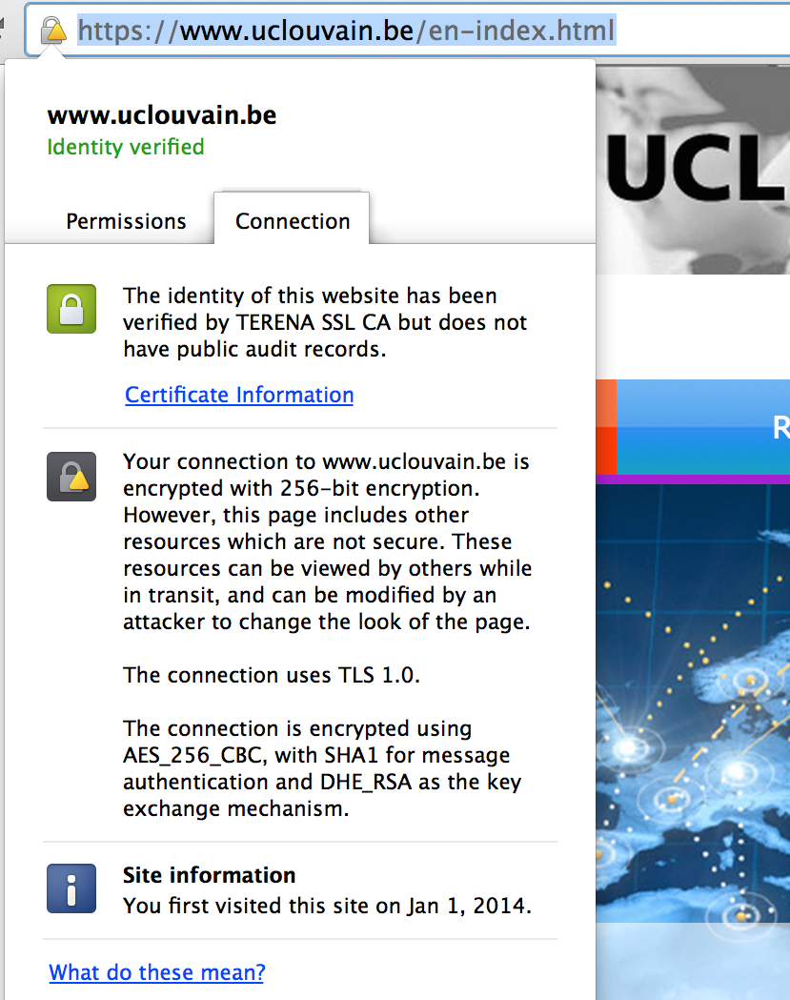 https://www.uclouvain.be/en-index.html
www.uclouvain.be
Identity verified
Permissions
Connection
The identity of this website has been
verified by TERENA SSL CA but does not
have public audit records.
Certificate Information
Your connection to www.uclouvain.be is
encrypted with 256-bit encryption.
However, this page includes other
resources which are not secure. These
resources can be viewed by others while
in transit, and can be modified by an
attacker to change the look of the page.
The connection uses TLS 1.0.
The connection is encrypted using
AES_256_CBC, with SHA1 for message
authentication and DHE_RSA as the key
exchange mechanism.
Site information
You first visited this site on Jan 1, 2014.
What do these mean?
UCL
R